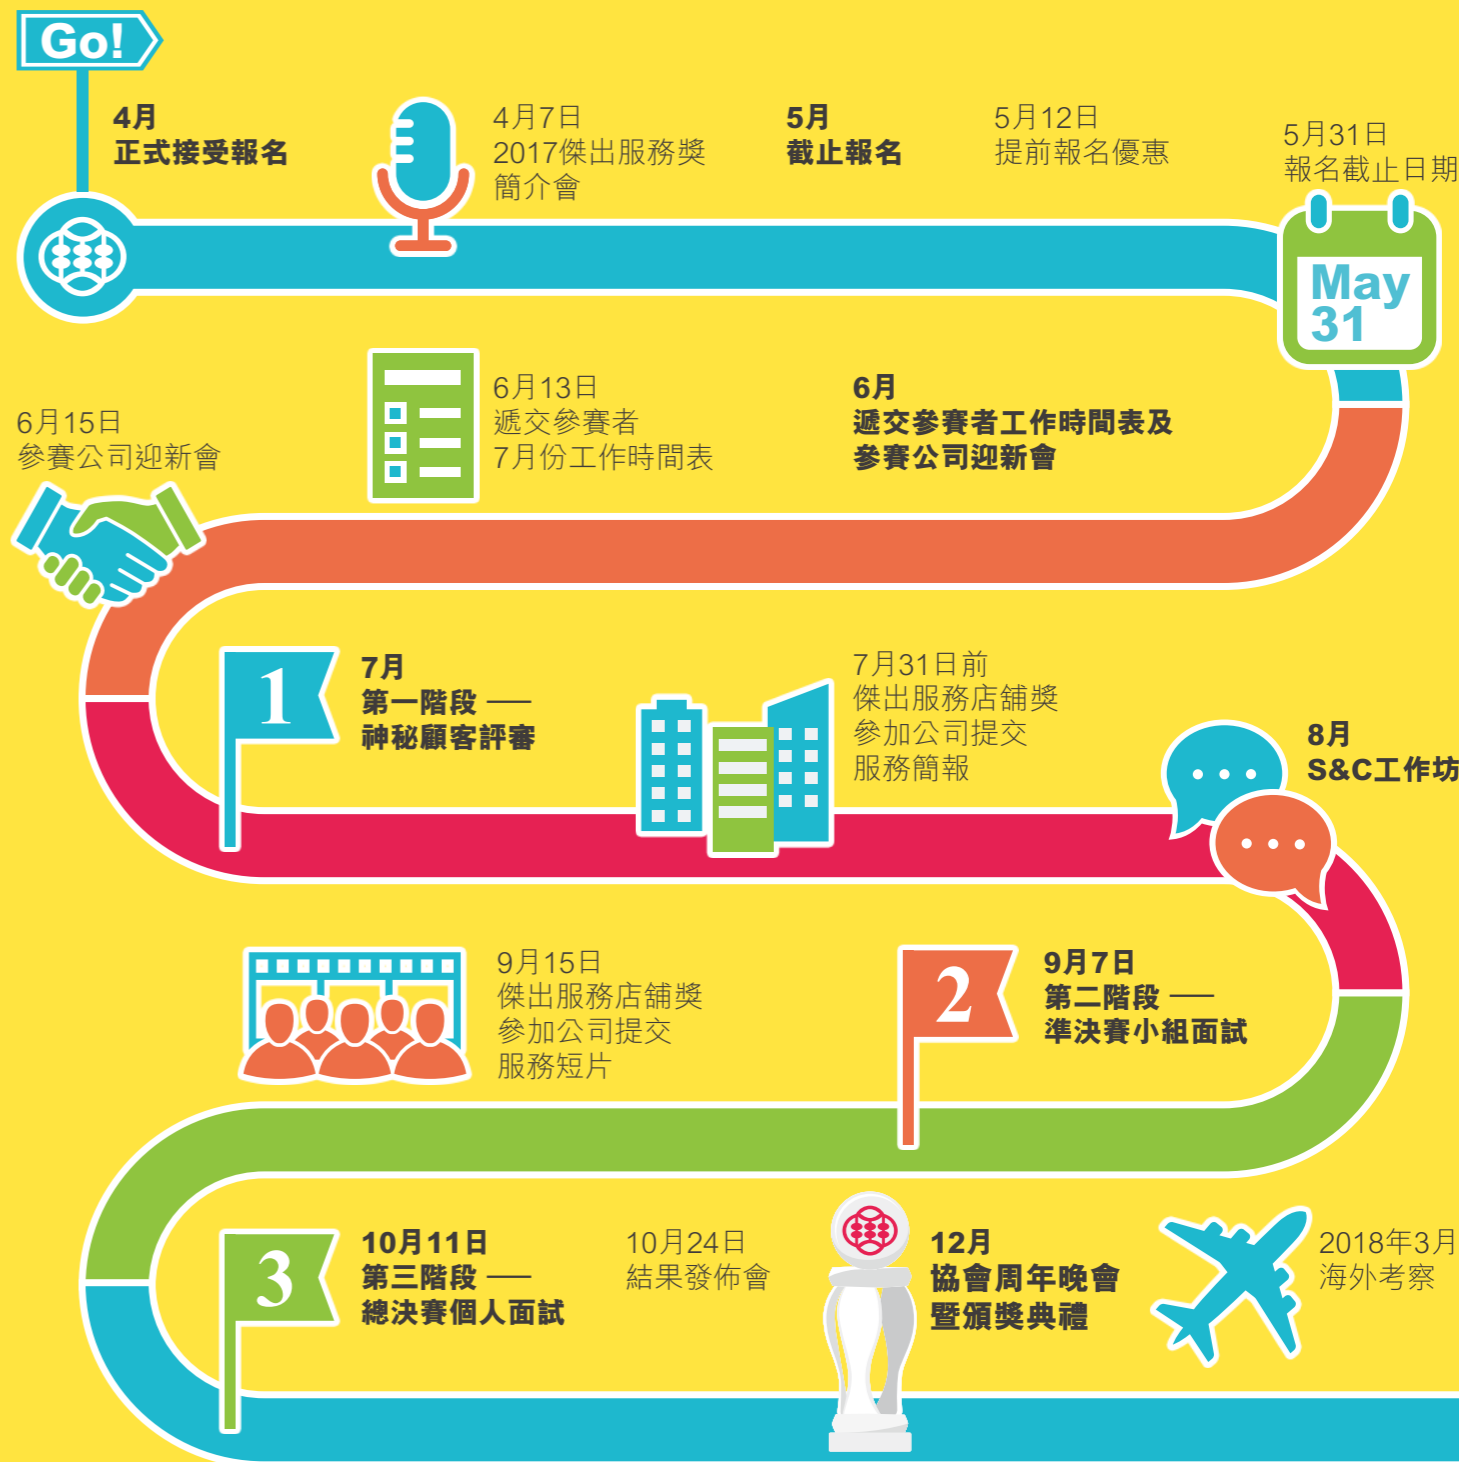 Go!
4月
正式接受報名
4月7日
2017傑出服務獎
簡介會
5月
截止報名
5月12日
提前報名優惠
5月31日
報名截止日期
May
31
6月
遞交參賽者工作時間表及
參賽公司迎新會
6月13日
遞交參賽者
7月份工作時間表
6月15日
參賽公司迎新會
1
7月
第一階段 ──
神秘顧客評審
7月31日前
傑出服務店舖獎
參加公司提交
服務簡報
8月
S&C工作坊
2
9月7日
第二階段 ──
準決賽小組面試
9月15日
傑出服務店舖獎
參加公司提交
服務短片
3
10月11日
第三階段 ──
總決賽個人面試
10月24日
結果發佈會
12月
協會周年晚會
暨頒獎典禮
2018年3月
海外考察